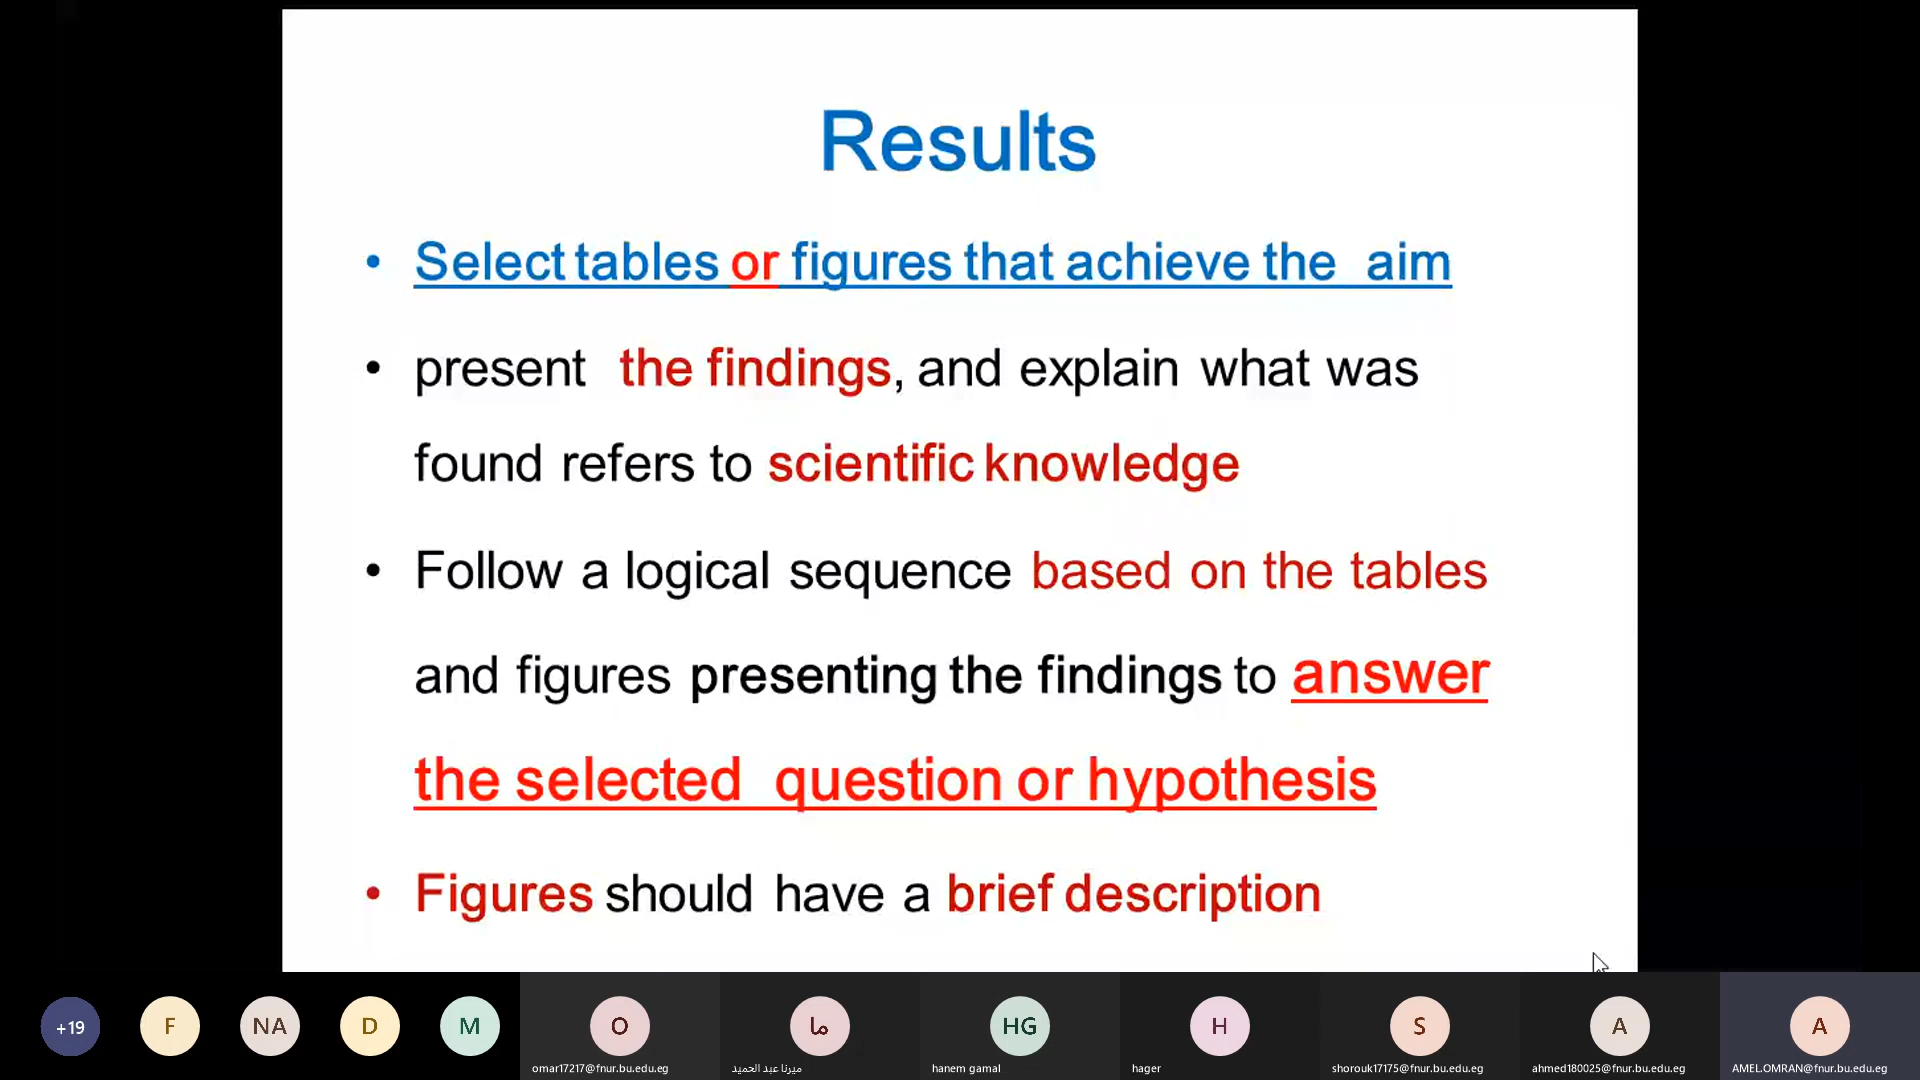 Results
• Select tables or figures that achieve the aim
• present the findings, and explain what was
found refers to scientific knowledge
• Follow a logical sequence based on the tables
and figures presenting the findings to answer
the selected question or hypothesis
• Figures should have a brief description
+19
F
NA
D
M
O
ما
HG
H
S
A
A
omar17217@fnur.bu.edu.eg
ميرنا عبد الحميد
hanem gamal
hager
shorouk17175@fnur.bu.edu.eg
ahmed180025@fnur.bu.edu.eg
AMEL.OMRAN@fnur.bu.edu.eg